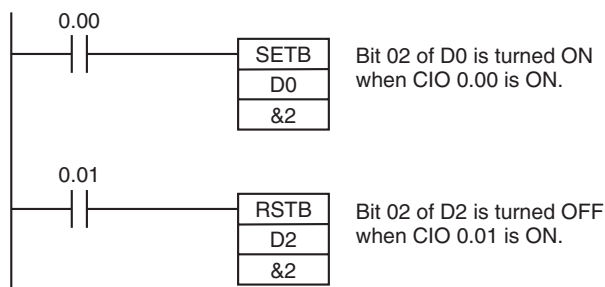 0.00
SETB
D0
&2
Bit 02 of D0 is turned ON
when CIO 0.00 is ON.
0.01
RSTB
D2
&2
Bit 02 of D2 is turned OFF
when CIO 0.01 is ON.